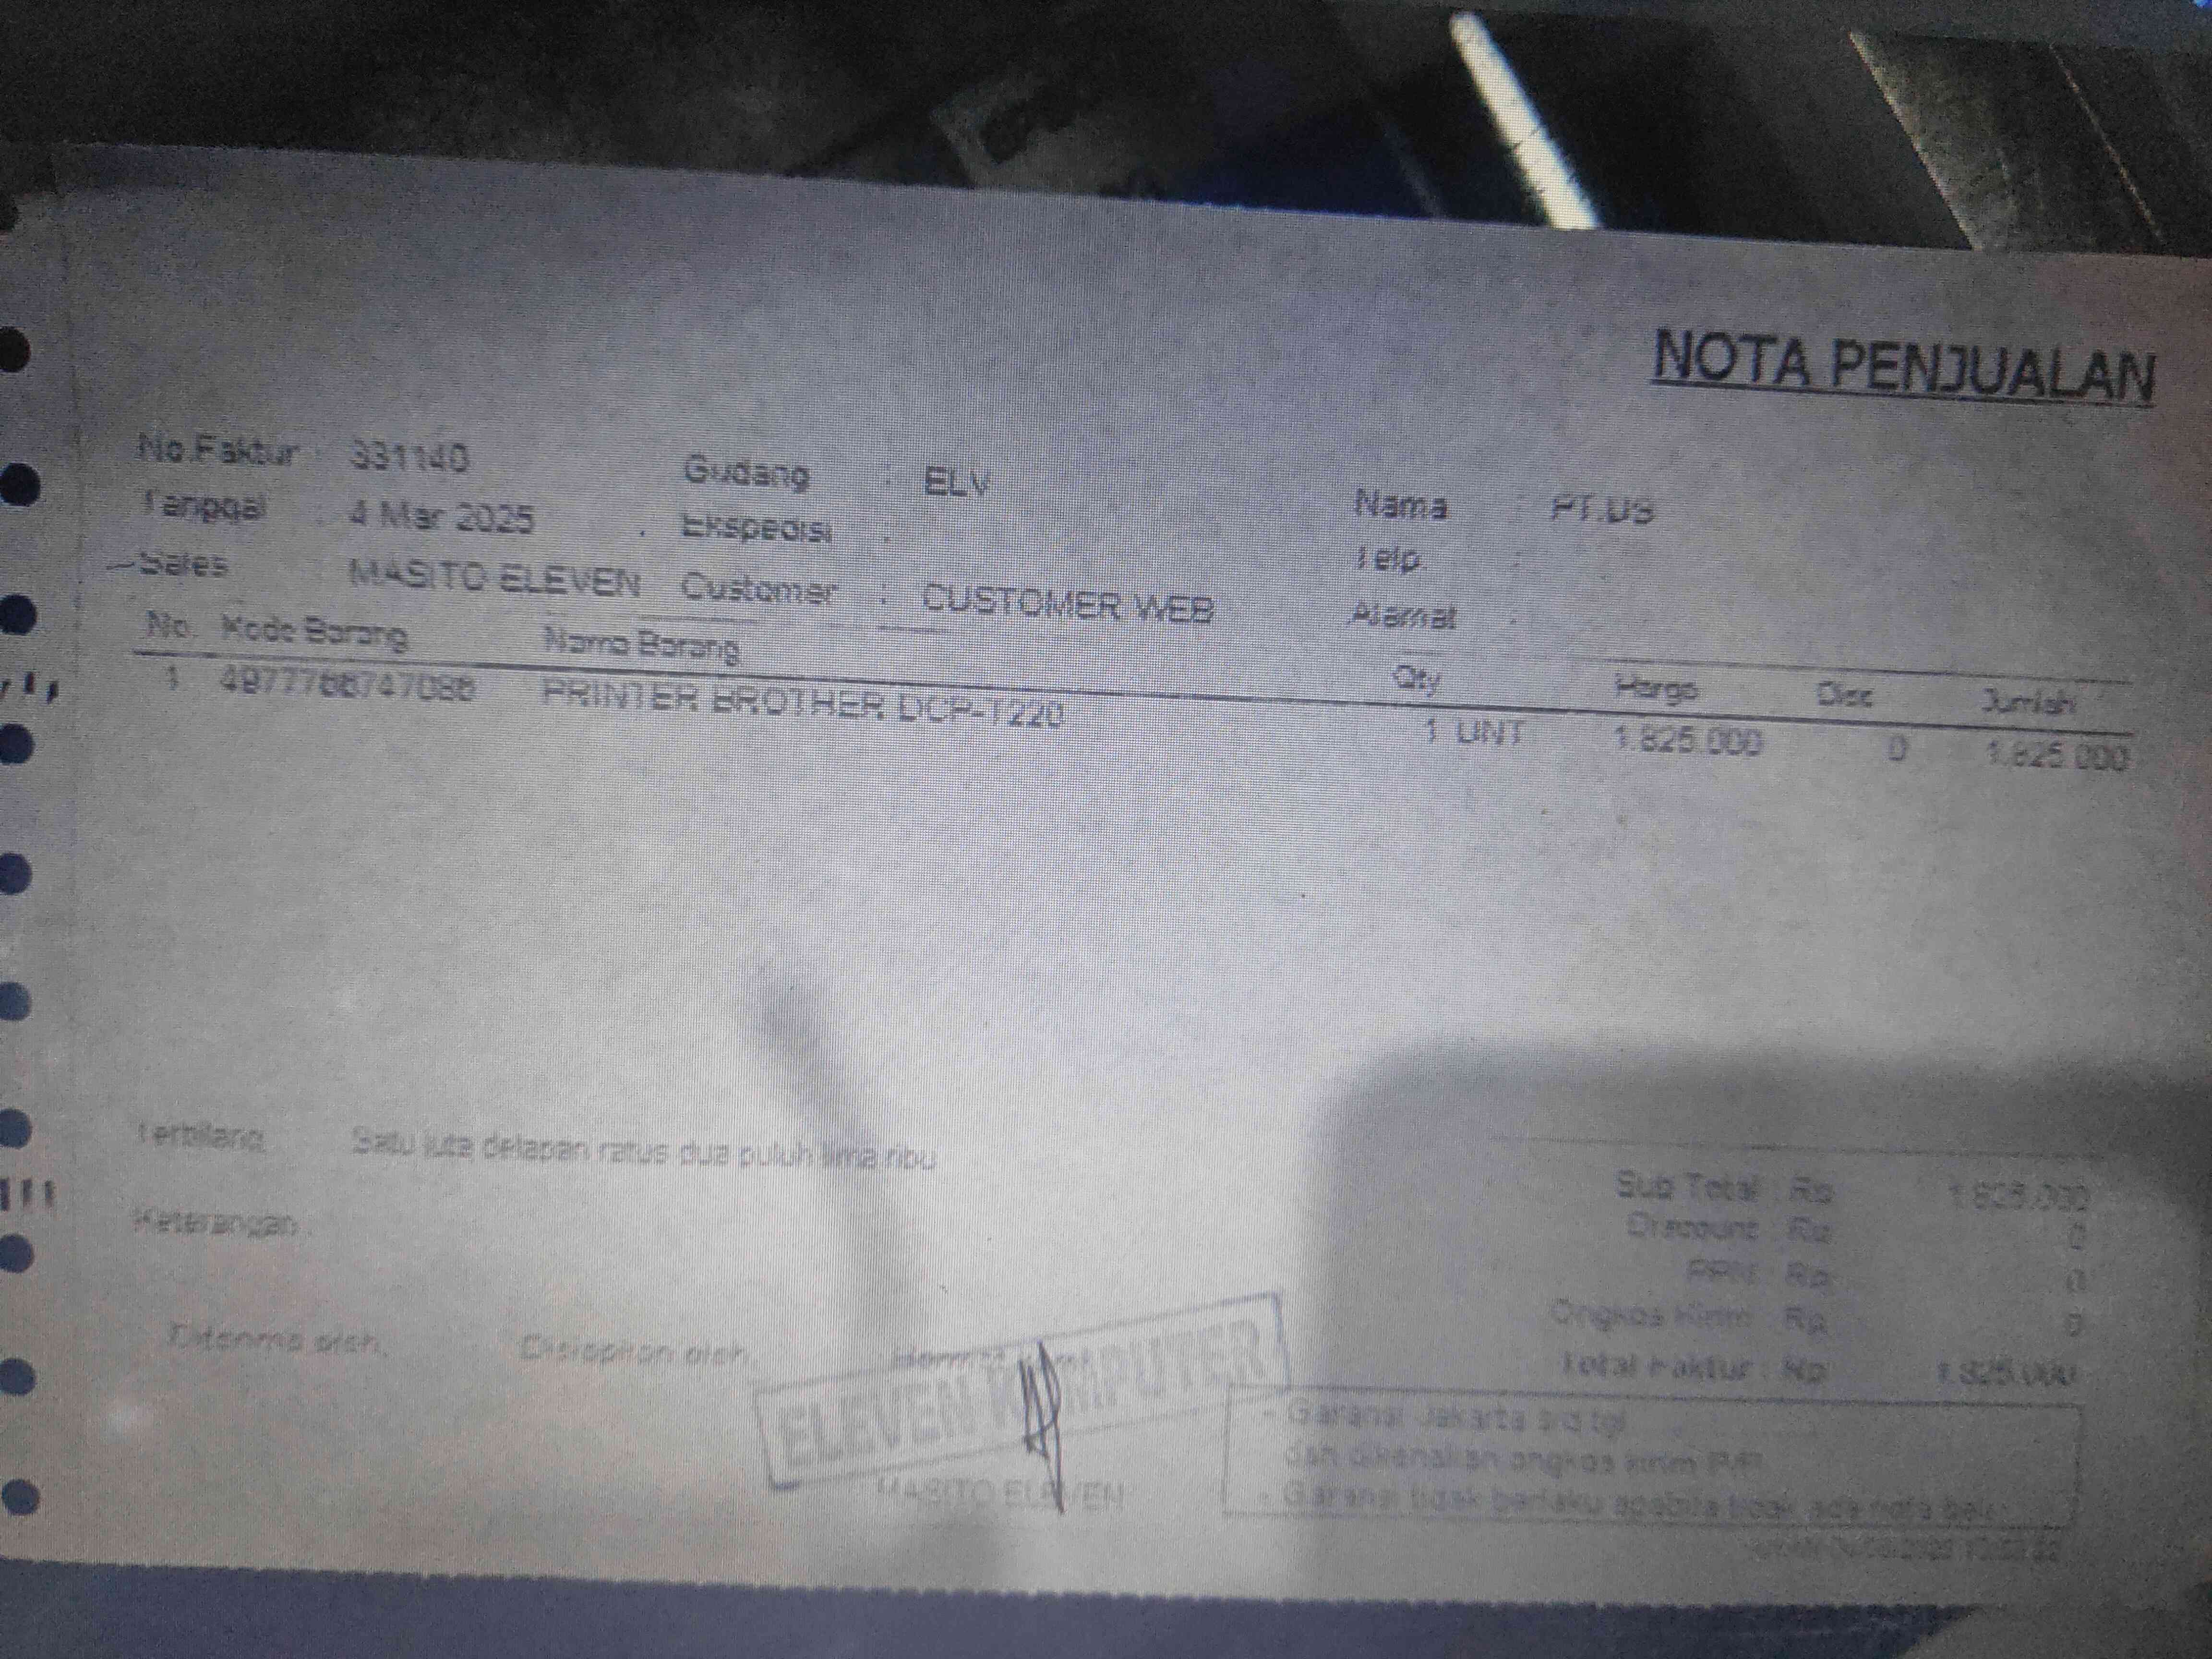 NOTA PENJUALAN
No.Faktur : 331140 Gudang : ELV Nama : PT.US
Tanggal : 4 Mar 2025 Ekspedisi : Telp. :
Sales MASITO ELEVEN Customer : CUSTOMER WEB Alamat :
No. Kode Barang Nama Barang Qty Harga Disc Jumlah
1 PRINTER BROTHER DCP-T220 1 UNT 1.825.000 0 1.825.000
Terbilang Satu juta delapan ratus dua puluh lima ribu
Keterangan :
Sub Total : Rp 1.825.000
Discount : Rp 0
PPN : Rp 0
Ongkos Kirim : Rp 0
Total Faktur : Rp 1.825.000
Diterima oleh, Disiapkan oleh,
ELEVEN KOMPUTER
MASITO ELEVEN
- Garansi Jakarta s/d tgl
dan dikenakan ongkos kirim P/P.
- Garansi tidak berlaku apabila tidak ada nota beli